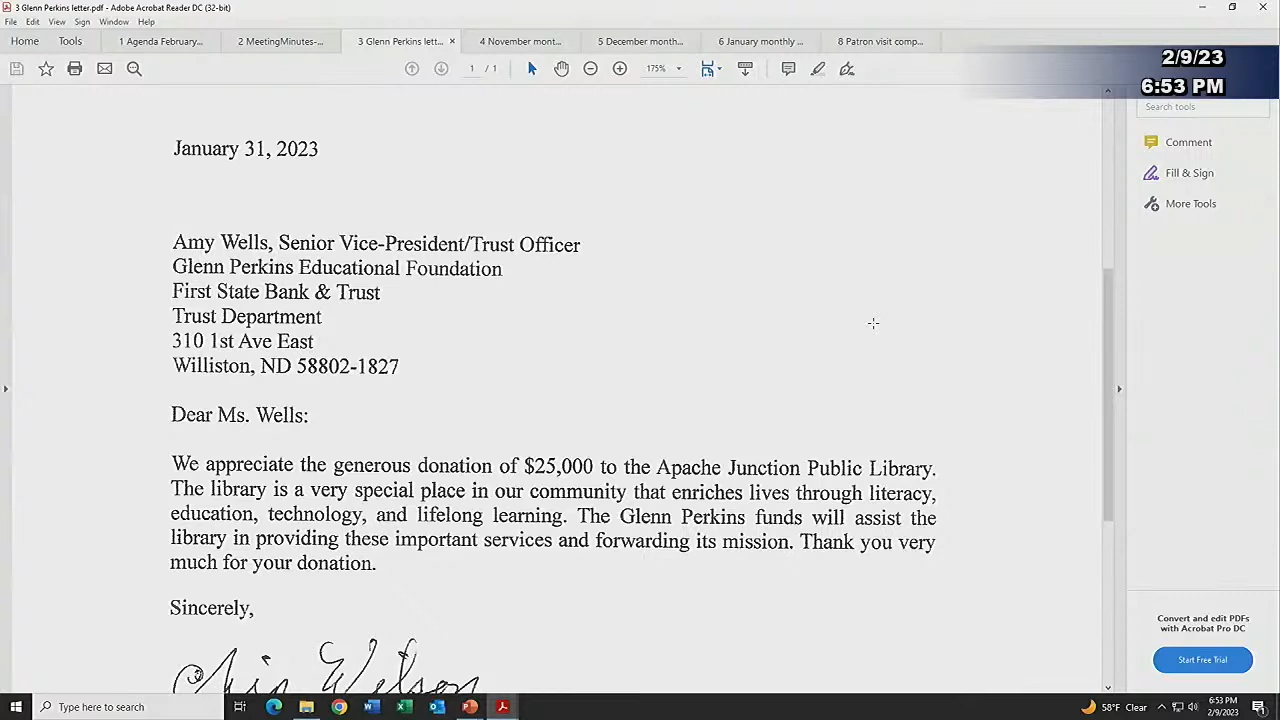 3 Glenn Perkins letter.pdf - Adobe Acrobat Reader DC (32-bit)
File Edit View Sign Window Help
Home Tools 1 Agenda February... 2 MeetingMinutes-... 3 Glenn Perkins lett... × 4 November mont... 5 December month... 6 January monthly ... 8 Patron visit comp...
2/9/23
6:53 PM
1 / 1 175%
Search tools
Comment
Fill & Sign
More Tools
January 31, 2023
Amy Wells, Senior Vice-President/Trust Officer
Glenn Perkins Educational Foundation
First State Bank & Trust
Trust Department
310 1st Ave East
Williston, ND 58802-1827
Dear Ms. Wells:
We appreciate the generous donation of $25,000 to the Apache Junction Public Library.
The library is a very special place in our community that enriches lives through literacy,
education, technology, and lifelong learning. The Glenn Perkins funds will assist the
library in providing these important services and forwarding its mission. Thank you very
much for your donation.
Sincerely,
Chip Wilson
Convert and edit PDFs
with Acrobat Pro DC
Start Free Trial
Type here to search
58°F Clear
6:53 PM
2/9/2023